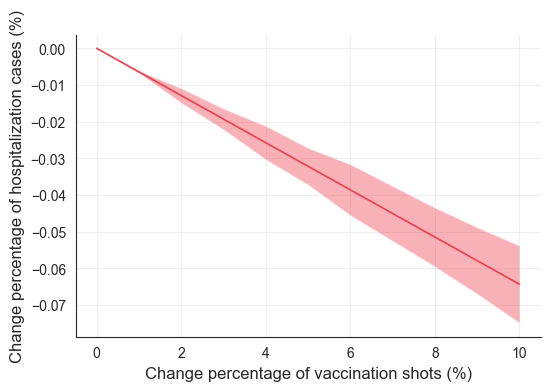 Change percentage of hospitalization cases (%)
0.00
−0.01
−0.02
−0.03
−0.04
−0.05
−0.06
−0.07
0 2 4 6 8 10
Change percentage of vaccination shots (%)